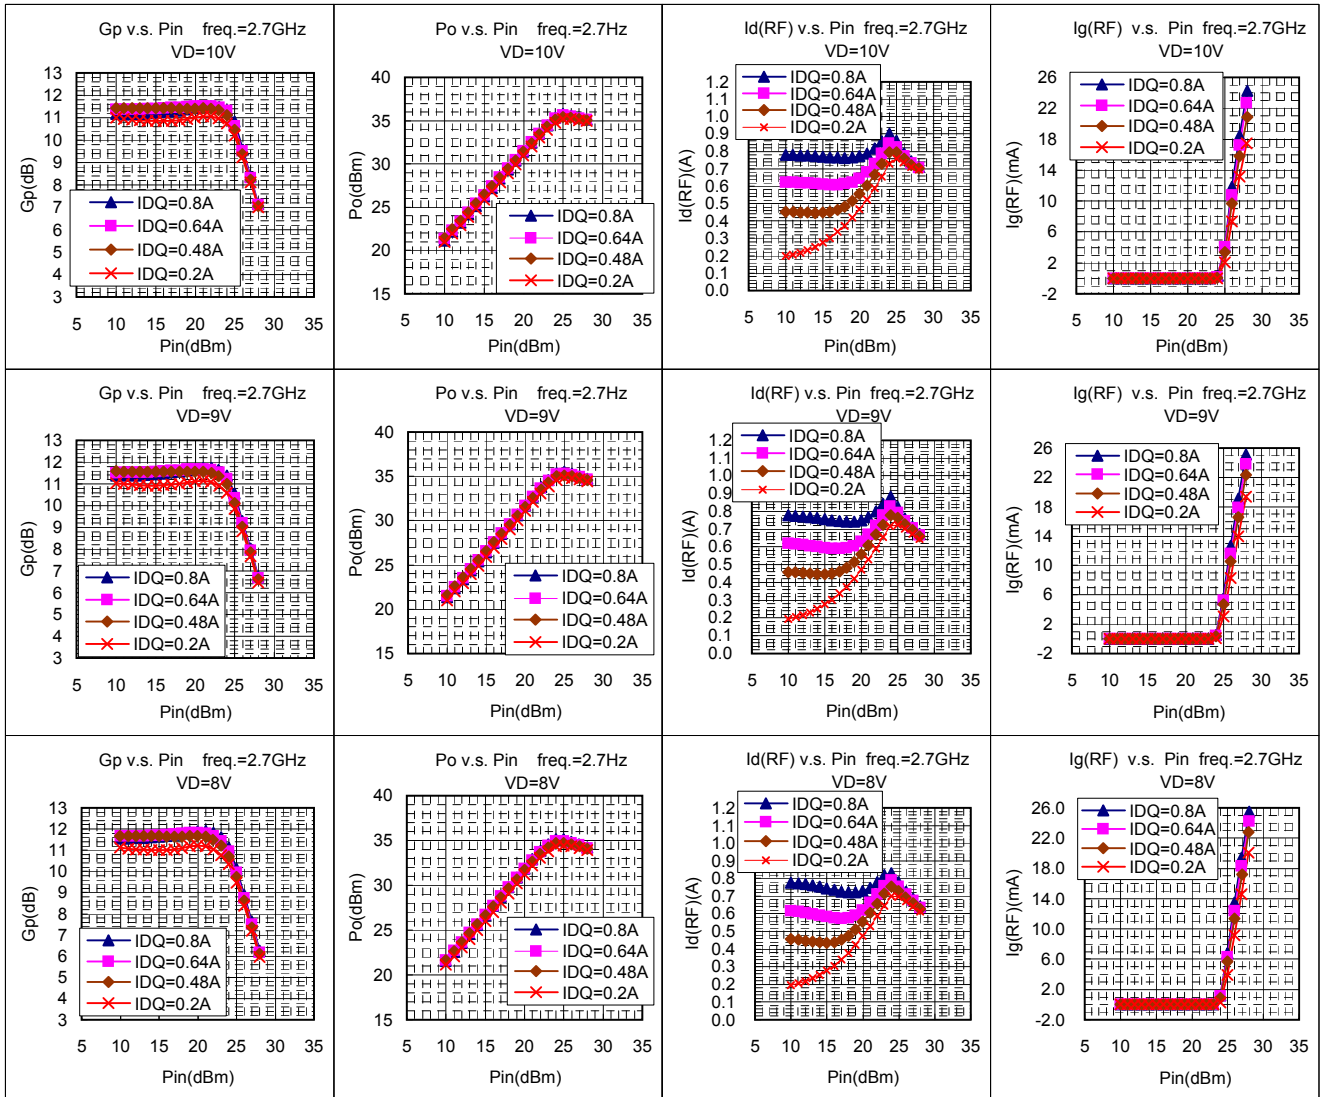 Gp v.s. Pin freq.=2.7GHz
VD=10V
13
12
11
10
9
8
7
6
5
4
3
Gp(dB)
IDQ=0.8A
IDQ=0.64A
IDQ=0.48A
IDQ=0.2A
5 10 15 20 25 30 35
Pin(dBm)
Po v.s. Pin freq.=2.7Hz
VD=10V
40
35
30
25
20
15
Po(dBm)
IDQ=0.8A
IDQ=0.64A
IDQ=0.48A
IDQ=0.2A
5 10 15 20 25 30 35
Pin(dBm)
Id(RF) v.s. Pin freq.=2.7GHz
VD=10V
1.2
1.1
1.0
0.9
0.8
0.7
0.6
0.5
0.4
0.3
0.2
0.1
0.0
Id(RF)(A)
IDQ=0.8A
IDQ=0.64A
IDQ=0.48A
IDQ=0.2A
5 10 15 20 25 30 35
Pin(dBm)
Ig(RF) v.s. Pin freq.=2.7GHz
VD=10V
26
22
18
14
10
6
2
-2
Ig(RF)(mA)
IDQ=0.8A
IDQ=0.64A
IDQ=0.48A
IDQ=0.2A
5 10 15 20 25 30 35
Pin(dBm)
Gp v.s. Pin freq.=2.7GHz
VD=9V
13
12
11
10
9
8
7
6
5
4
3
Gp(dB)
IDQ=0.8A
IDQ=0.64A
IDQ=0.48A
IDQ=0.2A
5 10 15 20 25 30 35
Pin(dBm)
Po v.s. Pin freq.=2.7Hz
VD=9V
40
35
30
25
20
15
Po(dBm)
IDQ=0.8A
IDQ=0.64A
IDQ=0.48A
IDQ=0.2A
5 10 15 20 25 30 35
Pin(dBm)
Id(RF) v.s. Pin freq.=2.7GHz
VD=9V
1.2
1.1
1.0
0.9
0.8
0.7
0.6
0.5
0.4
0.3
0.2
0.1
0.0
Id(RF)(A)
IDQ=0.8A
IDQ=0.64A
IDQ=0.48A
IDQ=0.2A
5 10 15 20 25 30 35
Pin(dBm)
Ig(RF) v.s. Pin freq.=2.7GHz
VD=9V
26
22
18
14
10
6
2
-2
Ig(RF)(mA)
IDQ=0.8A
IDQ=0.64A
IDQ=0.48A
IDQ=0.2A
5 10 15 20 25 30 35
Pin(dBm)
Gp v.s. Pin freq.=2.7GHz
VD=8V
13
12
11
10
9
8
7
6
5
4
3
Gp(dB)
IDQ=0.8A
IDQ=0.64A
IDQ=0.48A
IDQ=0.2A
5 10 15 20 25 30 35
Pin(dBm)
Po v.s. Pin freq.=2.7Hz
VD=8V
40
35
30
25
20
15
Po(dBm)
IDQ=0.8A
IDQ=0.64A
IDQ=0.48A
IDQ=0.2A
5 10 15 20 25 30 35
Pin(dBm)
Id(RF) v.s. Pin freq.=2.7GHz
VD=8V
1.2
1.1
1.0
0.9
0.8
0.7
0.6
0.5
0.4
0.3
0.2
0.1
0.0
Id(RF)(A)
IDQ=0.8A
IDQ=0.64A
IDQ=0.48A
IDQ=0.2A
5 10 15 20 25 30 35
Pin(dBm)
Ig(RF) v.s. Pin freq.=2.7GHz
VD=8V
26.0
22.0
18.0
14.0
10.0
6.0
2.0
-2.0
Ig(RF)(mA)
IDQ=0.8A
IDQ=0.64A
IDQ=0.48A
IDQ=0.2A
5 10 15 20 25 30 35
Pin(dBm)